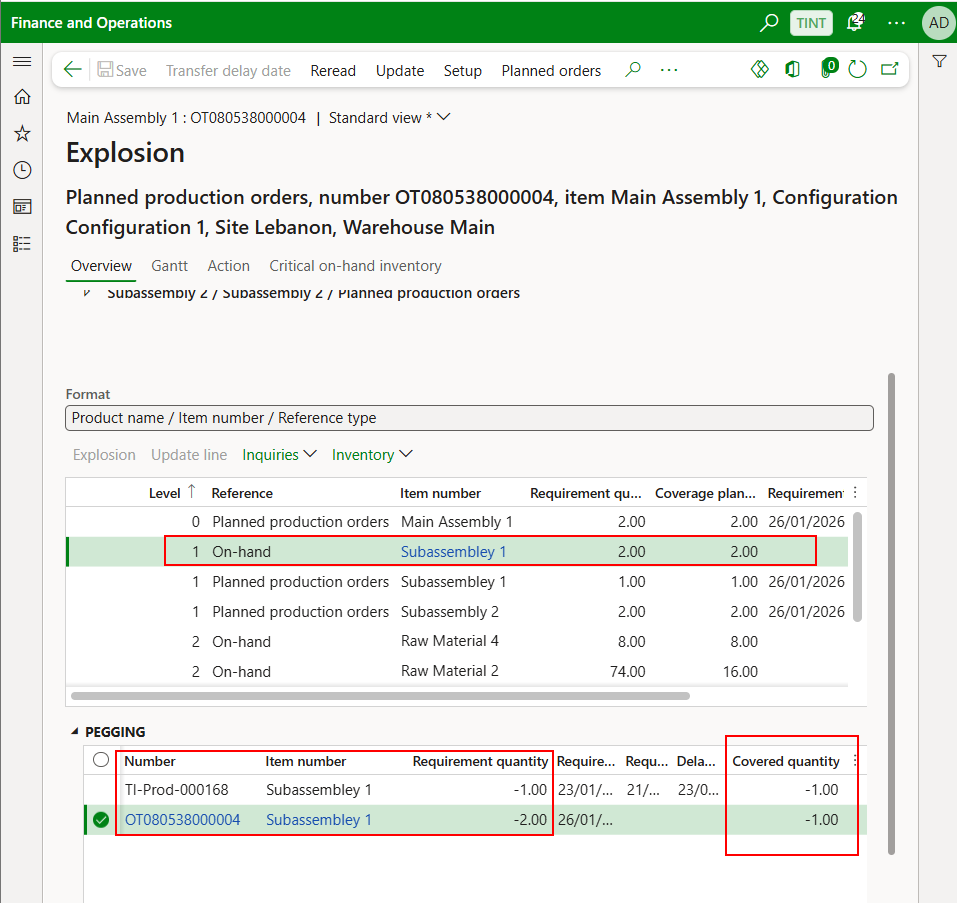 Finance and Operations
TINT
24
AD
Save
Transfer delay date
Reread
Update
Setup
Planned orders
0
Main Assembly 1 : OT080538000004 | Standard view *
Explosion
Planned production orders, number OT080538000004, item Main Assembly 1, Configuration
Configuration 1, Site Lebanon, Warehouse Main
Overview Gantt Action Critical on-hand inventory
Subassembly 2 / Subassembly 2 / Planned production orders
Format
Product name / Item number / Reference type
Explosion Update line Inquiries Inventory
Level Reference Item number Requirement qu... Coverage plan... Requirement
0 Planned production orders Main Assembly 1 2.00 2.00 26/01/2026
1 On-hand Subassembley 1 2.00 2.00
1 Planned production orders Subassembley 1 1.00 1.00 26/01/2026
1 Planned production orders Subassembly 2 2.00 2.00 26/01/2026
2 On-hand Raw Material 4 8.00 8.00
2 On-hand Raw Material 2 74.00 16.00
PEGGING
Number Item number Requirement quantity Require... Requ... Dela... Covered quantity
TI-Prod-000168 Subassembley 1 -1.00 23/01/... 21/... 23/0... -1.00
OT080538000004 Subassembley 1 -2.00 26/01/... -1.00